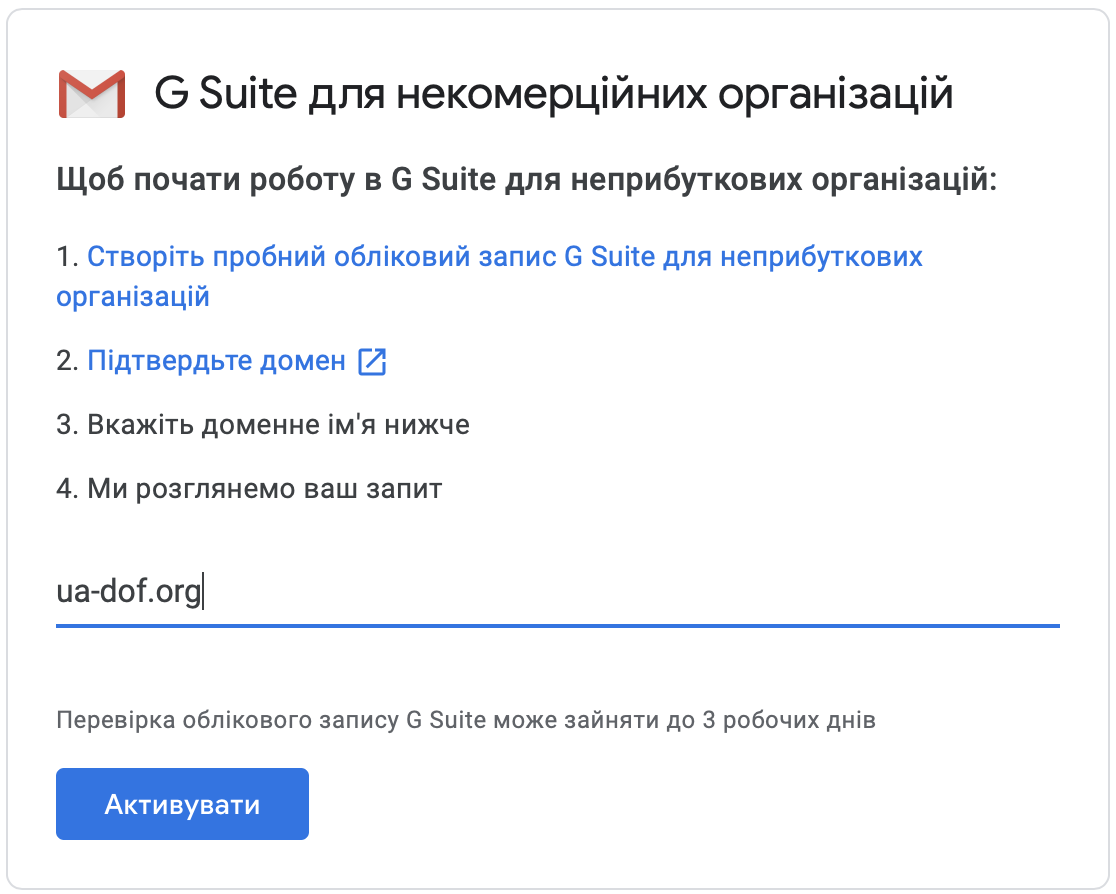 G Suite для некомерційних організацій
Щоб почати роботу в G Suite для неприбуткових організацій:
1. Створіть пробний обліковий запис G Suite для неприбуткових
організацій
2. Підтвердьте домен
3. Вкажіть доменне ім'я нижче
4. Ми розглянемо ваш запит
ua-dof.org
Перевірка облікового запису G Suite може зайняти до 3 робочих днів
Активувати